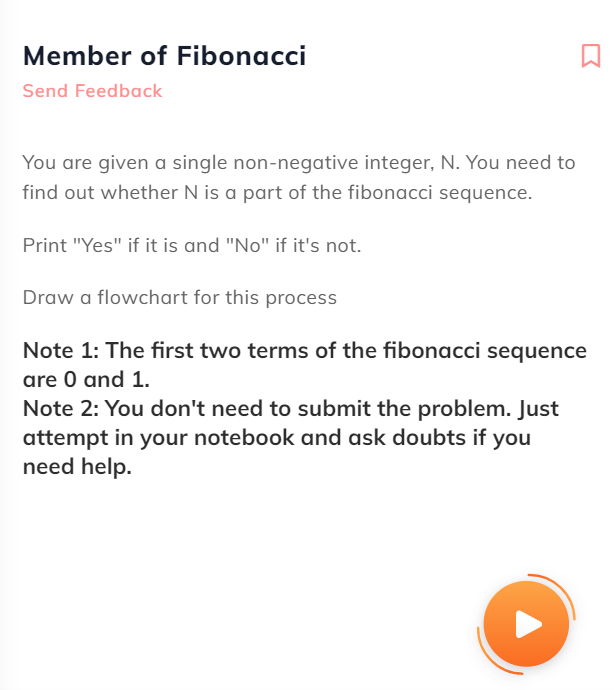 Member of Fibonacci
Send Feedback
You are given a single non-negative integer, N. You need to
find out whether N is a part of the fibonacci sequence.
Print "Yes" if it is and "No" if it's not.
Draw a flowchart for this process
Note 1: The first two terms of the fibonacci sequence
are 0 and 1.
Note 2: You don't need to submit the problem. Just
attempt in your notebook and ask doubts if you
need help.